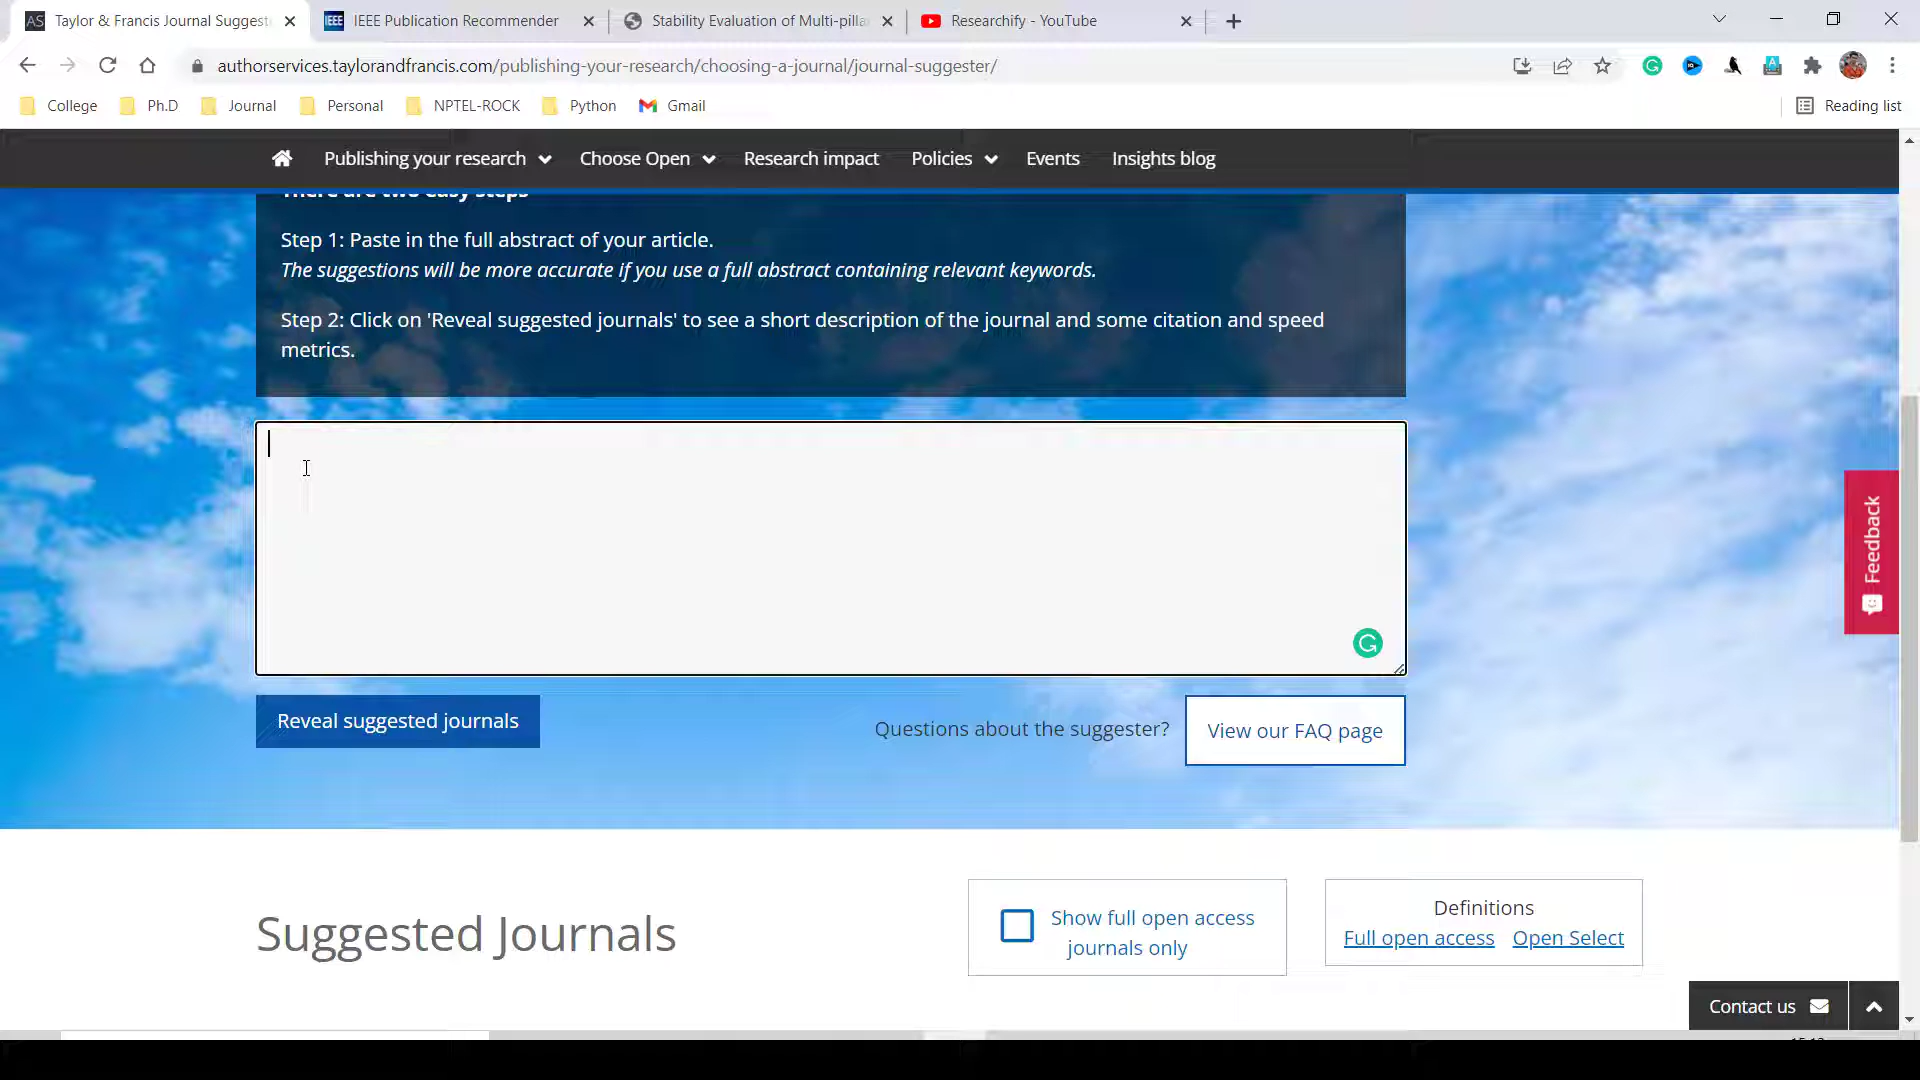 Taylor & Francis Journal Suggest
IEEE Publication Recommender
Stability Evaluation of Multi-pilla
Researchify - YouTube
authorservices.taylorandfrancis.com/publishing-your-research/choosing-a-journal/journal-suggester/
College
Ph.D
Journal
Personal
NPTEL-ROCK
Python
Gmail
Reading list
Publishing your research
Choose Open
Research impact
Policies
Events
Insights blog
There are two easy steps
Step 1: Paste in the full abstract of your article.
The suggestions will be more accurate if you use a full abstract containing relevant keywords.
Step 2: Click on 'Reveal suggested journals' to see a short description of the journal and some citation and speed
metrics.
Feedback
Reveal suggested journals
Questions about the suggester?
View our FAQ page
Suggested Journals
Show full open access
journals only
Definitions
Full open access Open Select
Contact us